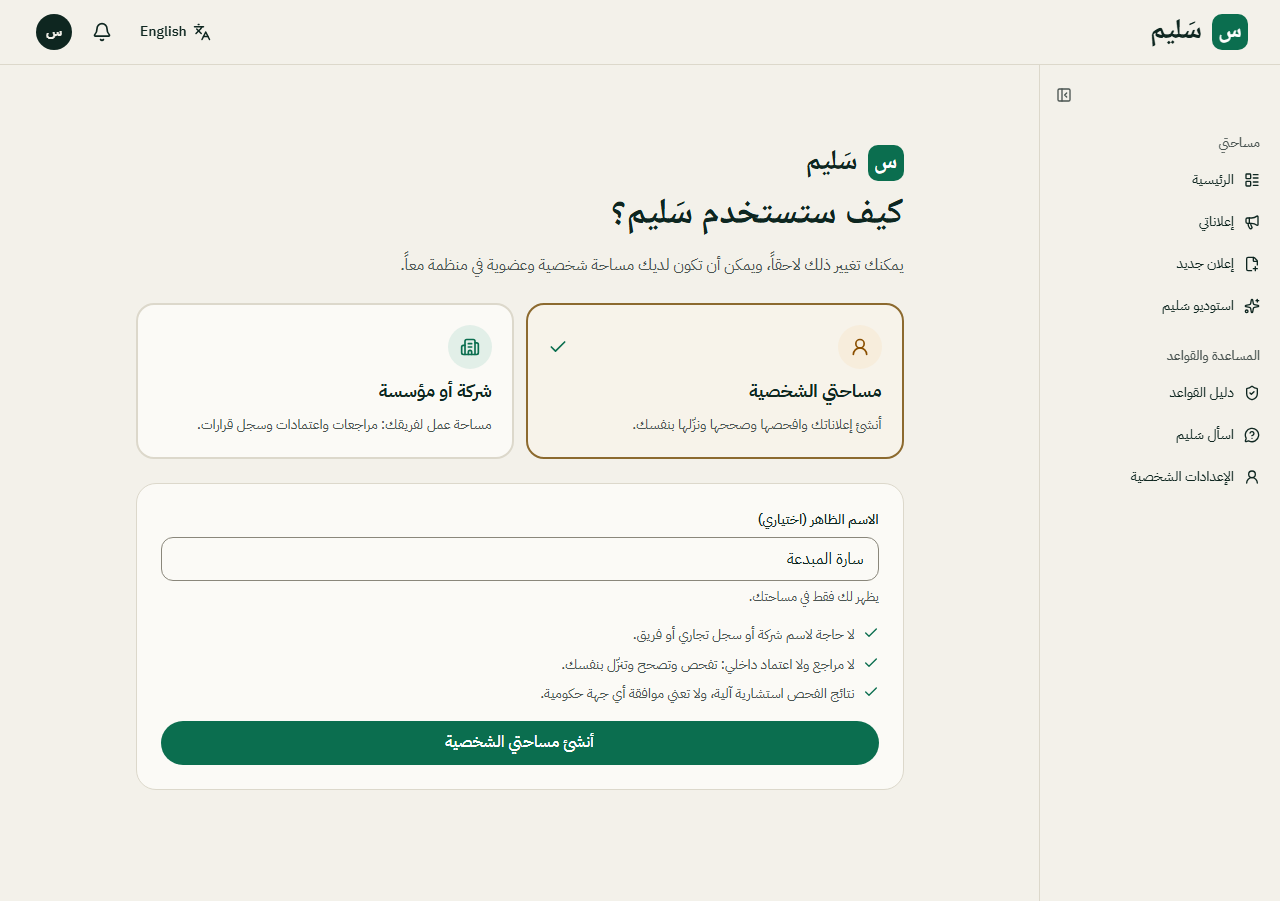 س سَليم
English
س
مساحتي
الرئيسية
إعلاناتي
إعلان جديد
استوديو سَليم
المساعدة والقواعد
دليل القواعد
اسأل سَليم
الإعدادات الشخصية
س سَليم
كيف ستستخدم سَليم؟
يمكنك تغيير ذلك لاحقاً، ويمكن أن تكون لديك مساحة شخصية وعضوية في منظمة معاً.
مساحتي الشخصية
أنشئ إعلاناتك وافحصها وصححها ونزّلها بنفسك.
شركة أو مؤسسة
مساحة عمل لفريقك: مراجعات واعتمادات وسجل قرارات.
الاسم الظاهر (اختياري)
سارة المبدعة
يظهر لك فقط في مساحتك.
لا حاجة لاسم شركة أو سجل تجاري أو فريق.
لا مراجع ولا اعتماد داخلي: تفحص وتصحح وتنزّل بنفسك.
نتائج الفحص استشارية آلية، ولا تعني موافقة أي جهة حكومية.
أنشئ مساحتي الشخصية